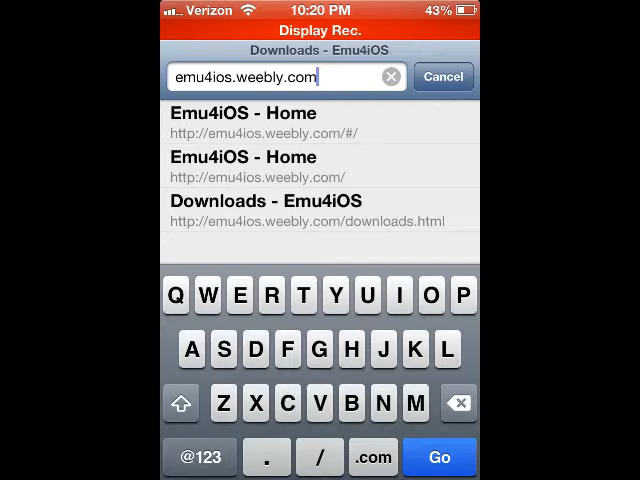 Verizon 10:20 PM 43%
Display Rec.
Downloads - Emu4iOS
emu4ios.weebly.com Cancel
Emu4iOS - Home
http://emu4ios.weebly.com/#/
Emu4iOS - Home
http://emu4ios.weebly.com/
Downloads - Emu4iOS
http://emu4ios.weebly.com/downloads.html
Q W E R T Y U I O P
A S D F G H J K L
Z X C V B N M
@123 . / .com Go